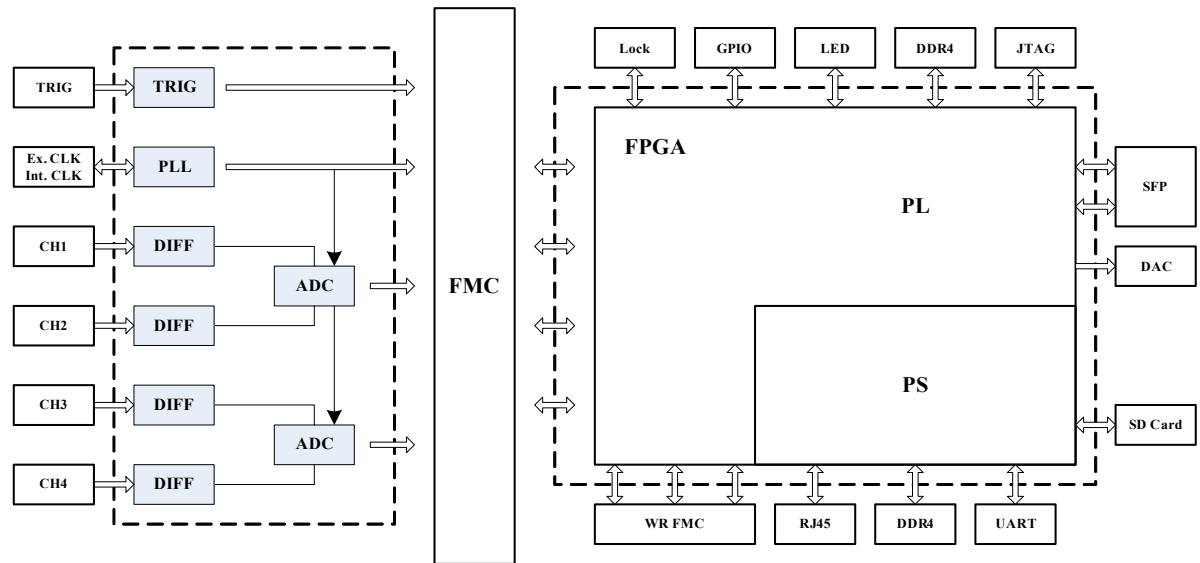 Lock
GPIO
LED
DDR4
JTAG
TRIG
TRIG
FPGA
Ex. CLK
Int. CLK
PLL
SFP
PL
CH1
DIFF
DAC
ADC
FMC
CH2
DIFF
PS
CH3
DIFF
SD Card
ADC
CH4
DIFF
WR FMC
RJ45
DDR4
UART